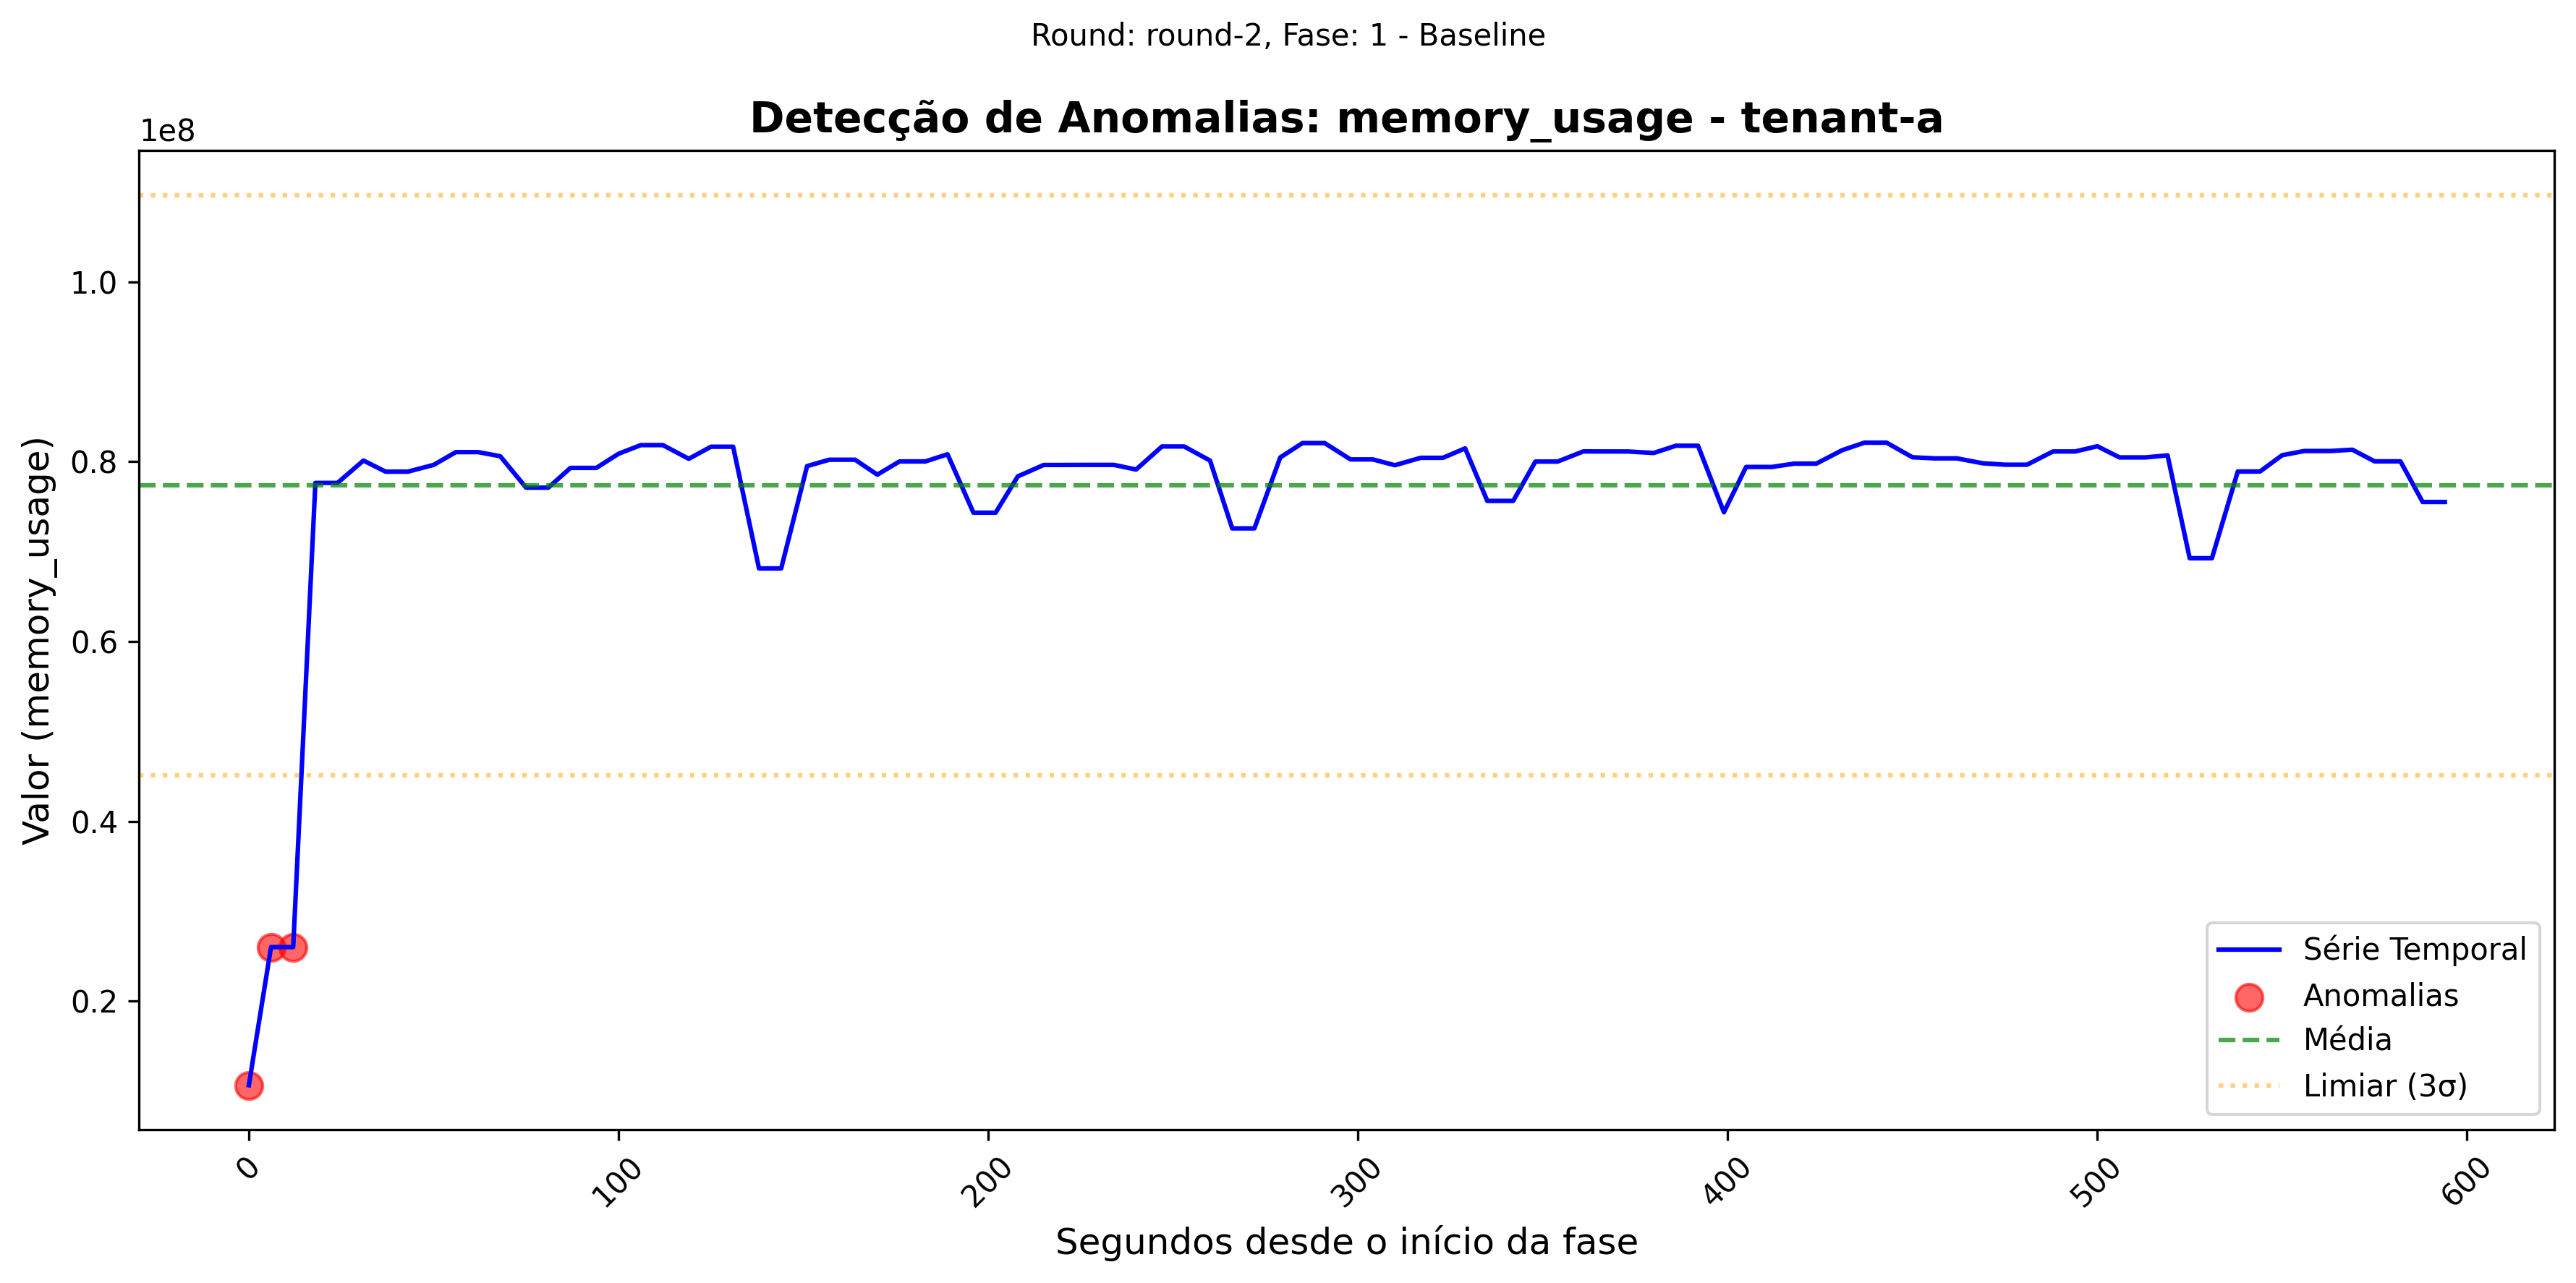 Round: round-2, Fase: 1 - Baseline
Detecção de Anomalias: memory_usage - tenant-a
1e8
1.0
0.8
0.6
0.4
0.2
Valor (memory_usage)
Série Temporal
Anomalias
Média
Limiar (3σ)
0
100
200
300
400
500
600
Segundos desde o início da fase